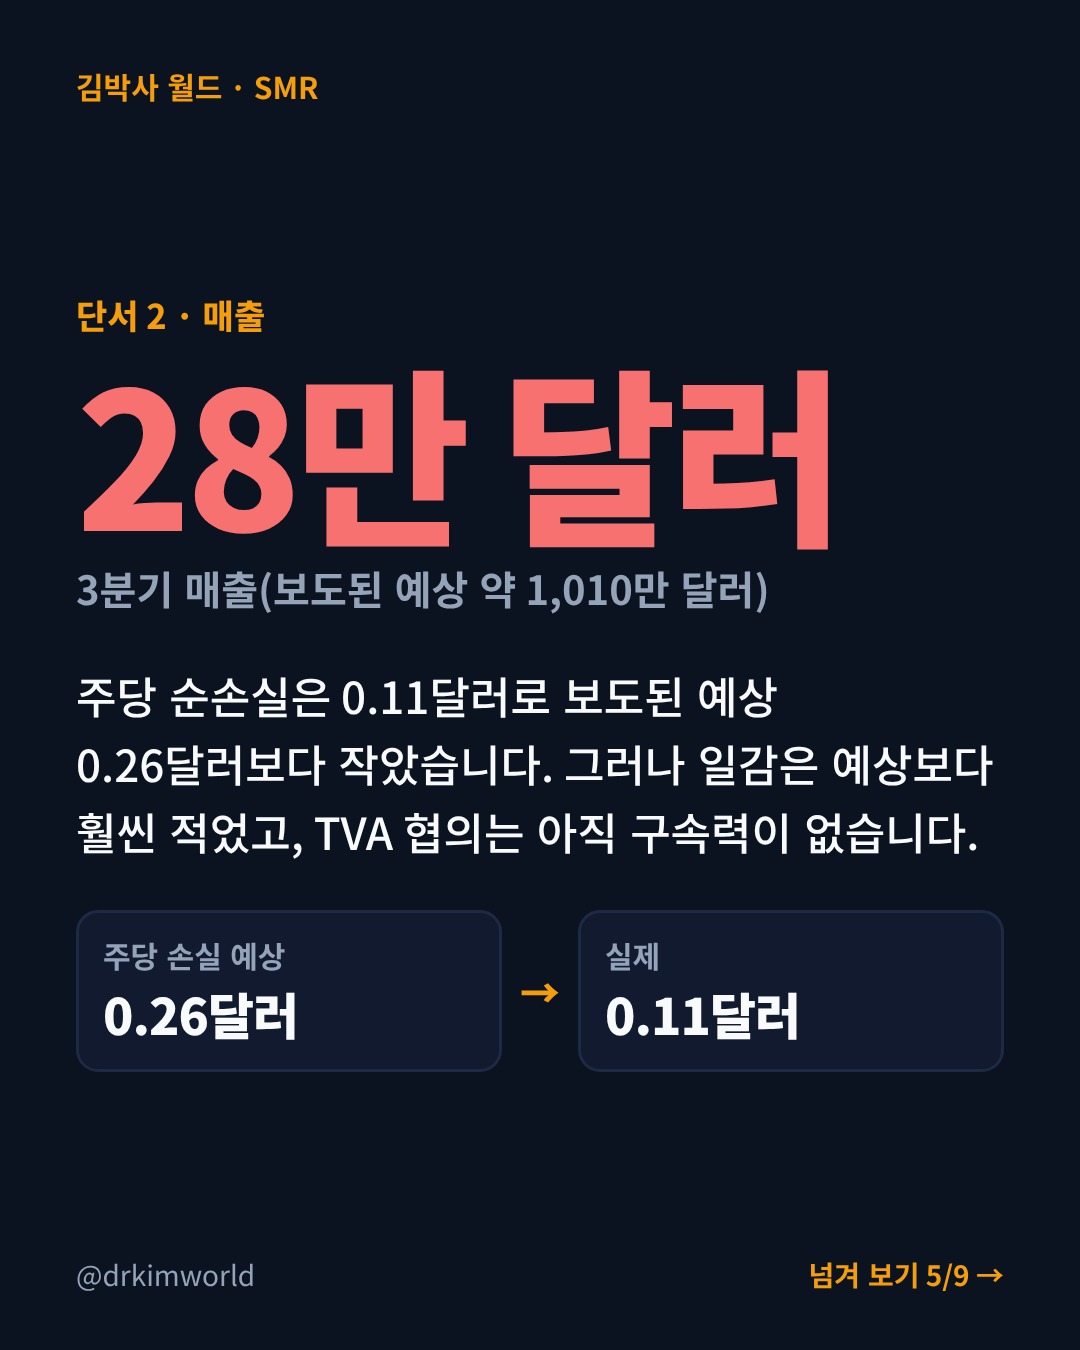 김박사 월드 · SMR
단서 2 · 매출
28만 달러
3분기 매출(보도된 예상 약 1,010만 달러)
주당 순손실은 0.11달러로 보도된 예상
0.26달러보다 작았습니다. 그러나 일감은 예상보다
훨씬 적었고, TVA 협의는 아직 구속력이 없습니다.
주당 손실 예상
0.26달러
→
실제
0.11달러
@drkimworld
넘겨 보기 5/9 →